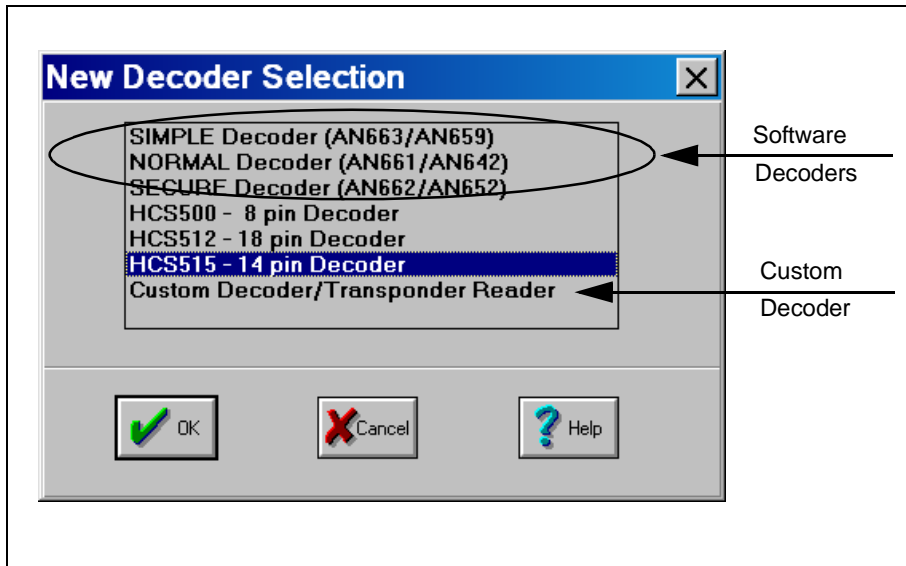 New Decoder Selection
SIMPLE Decoder (AN663/AN659)
NORMAL Decoder (AN661/AN642)
SECURE Decoder (AN662/AN652)
HCS500 - 8 pin Decoder
HCS512 - 18 pin Decoder
HCS515 - 14 pin Decoder
Custom Decoder/Transponder Reader
Software
Decoders
Custom
Decoder
OK
Cancel
Help